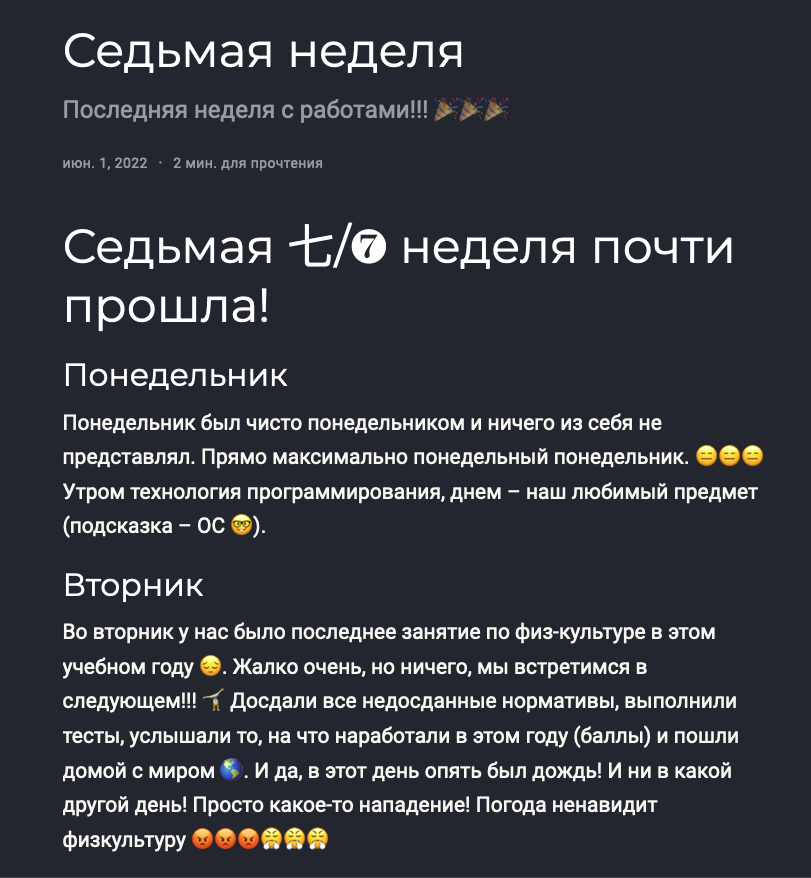 Седьмая неделя
Последняя неделя с работами!!! 🎉🎉🎉
июн. 1, 2022 · 2 мин. для прочтения
Седьмая 七/❼ неделя почти
прошла!
Понедельник
Понедельник был чисто понедельником и ничего из себя не
представлял. Прямо максимально понедельный понедельник. 😑😑😑
Утром технология программирования, днем – наш любимый предмет
(подсказка – ОС 🤓).
Вторник
Во вторник у нас было последнее занятие по физ-культуре в этом
учебном году 😔. Жалко очень, но ничего, мы встретимся в
следующем!!! 🤸 Досдали все недосданные нормативы, выполнили
тесты, услышали то, на что наработали в этом году (баллы) и пошли
домой с миром 🌎. И да, в этот день опять был дождь! И ни в какой
другой день! Просто какое-то нападение! Погода ненавидит
физкультуру 😡😡😡😤😤😤